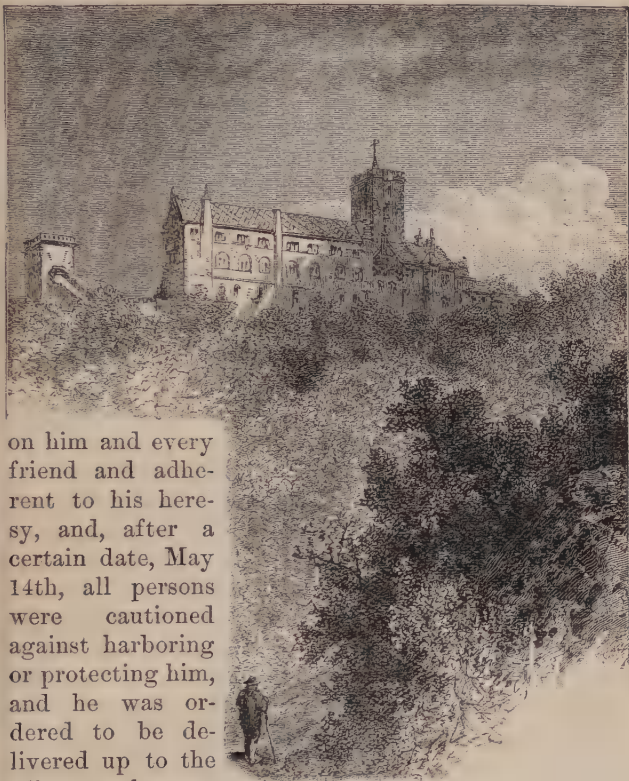 on him and every
friend and adhe-
rent to his here-
sy, and, after a
certain date, May
14th, all persons
were cautioned
against harboring
or protecting him,
and he was or-
dered to be de-
livered up to the